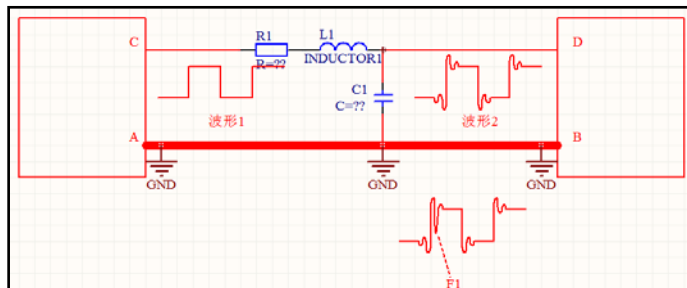 C
R1
L1
D
R=??
INDUCTOR1
C1
C=??
波形1
波形2
A
B
GND
GND
GND
F1